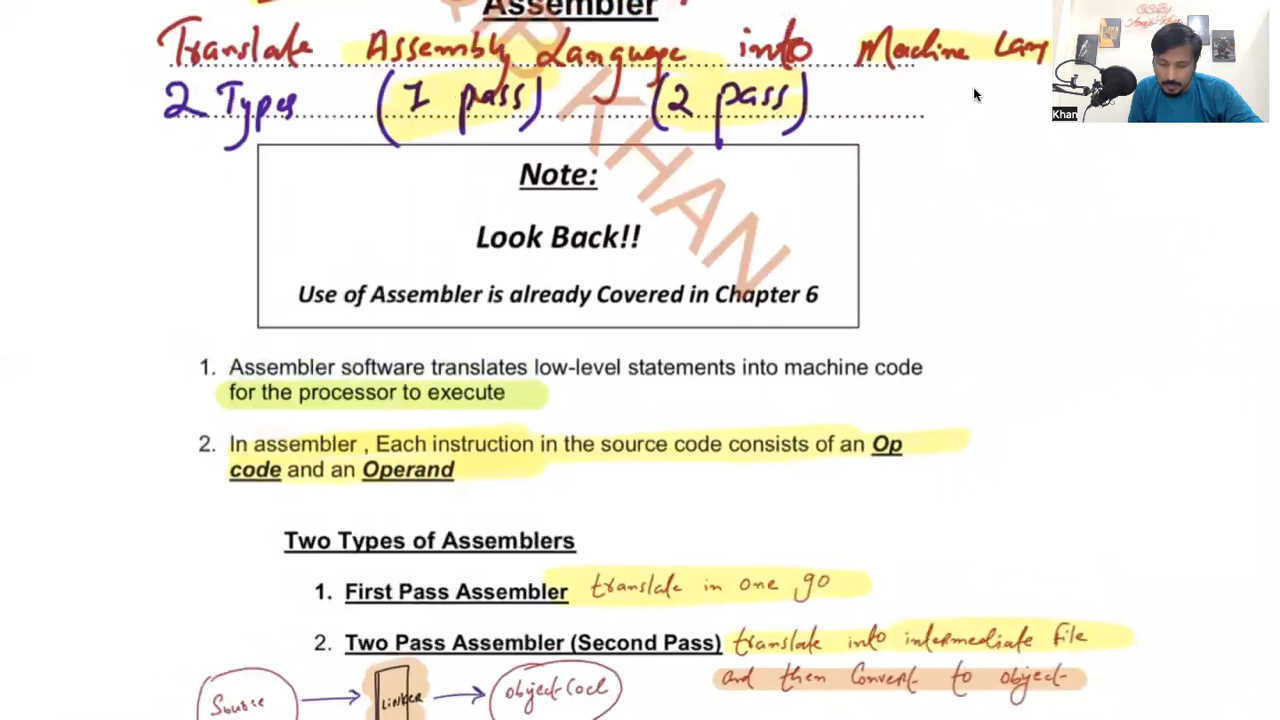 Assembler
Translate Assembly Language into Machine Lang
2 Types (1 pass) (2 pass)
Khan
KHAN
Note:
Look Back!!
Use of Assembler is already Covered in Chapter 6
1. Assembler software translates low-level statements into machine code
for the processor to execute
2. In assembler , Each instruction in the source code consists of an Op
code and an Operand
Two Types of Assemblers
1. First Pass Assembler translate in one go
2. Two Pass Assembler (Second Pass) translate into intermediate file
and then Convert to object
Source LINKER object Code